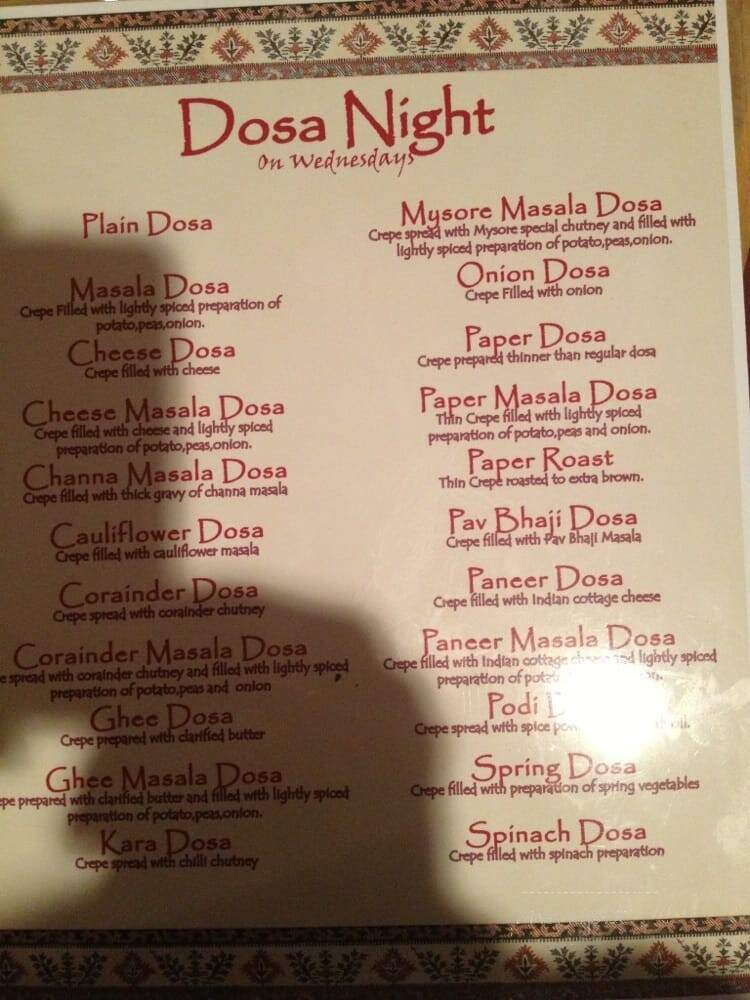 Dosa Night
On Wednesdays
Plain Dosa
Masala Dosa
Crepe Filled with lightly spiced preparation of
potato,peas,onion.
Cheese Dosa
Crepe filled with cheese
Cheese Masala Dosa
Crepe filled with cheese and lightly spiced
preparation of potato,peas,onion.
Channa Masala Dosa
Crepe filled with thick gravy of channa masala
Cauliflower Dosa
Crepe filled with cauliflower masala
Corainder Dosa
Crepe spread with corainder chutney
Corainder Masala Dosa
spread with corainder chutney and filled with lightly spiced
preparation of potato,peas and onion
Ghee Dosa
Crepe prepared with clarified butter
Ghee Masala Dosa
prepared with clarified butter and filled with lightly spiced
preparation of potato,peas,onion.
Kara Dosa
Crepe spread with chilli chutney
Mysore Masala Dosa
Crepe spread with Mysore special chutney and filled with
lightly spiced preparation of potato,peas,onion.
Onion Dosa
Crepe Filled with onion
Paper Dosa
Crepe prepared thinner than regular dosa
Paper Masala Dosa
Thin Crepe filled with lightly spiced
preparation of potato,peas and onion.
Paper Roast
Thin Crepe roasted to extra brown.
Pav Bhaji Dosa
Crepe filled with Pav Bhaji Masala
Paneer Dosa
Crepe filled with Indian cottage cheese
Paneer Masala Dosa
Crepe filled with Indian cottage cheese and lightly spiced
preparation of
Podi
Crepe spread with spice
Spring Dosa
Crepe filled with preparation of spring vegetables
Spinach Dosa
Crepe filled with spinach preparation